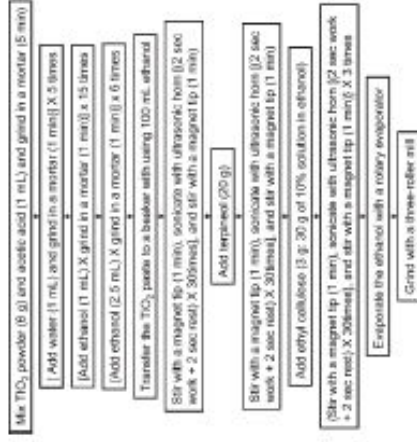 Mix TiO₂ powder (6 g) and acetic acid (1 mL) and grind in a mortar (5 min)
[ Add water (1 mL) and grind in a mortar (1 min)] X 5 times
[Add ethanol (1 mL) X grind in a mortar (1 min)] x 15 times
[Add ethanol (2.5 mL) X grind in a mortar (1 min)] x 6 times
Transfer the TiO₂ paste to a beaker with using 100 mL ethanol
Stir with a magnet tip (1 min), sonicate with ultrasonic horn [(2 sec
work + 2 sec rest) X 30times], and stir with a magnet tip (1 min)
Add terpineol (20 g)
Stir with a magnet tip (1 min), sonicate with ultrasonic horn [(2 sec
work + 2 sec rest) X 30times], and stir with a magnet tip (1 min)
Add ethyl cellulose (3 g: 30 g of 10% solution in ethanol)
{Stir with a magnet tip (1 min), sonicate with ultrasonic horn [(2 sec work
+ 2 sec rest) X 30times], and stir with a magnet tip (1 min)} X 3 times
Evaporate the ethanol with a rotary evaporator
Grind with a three-roller mill